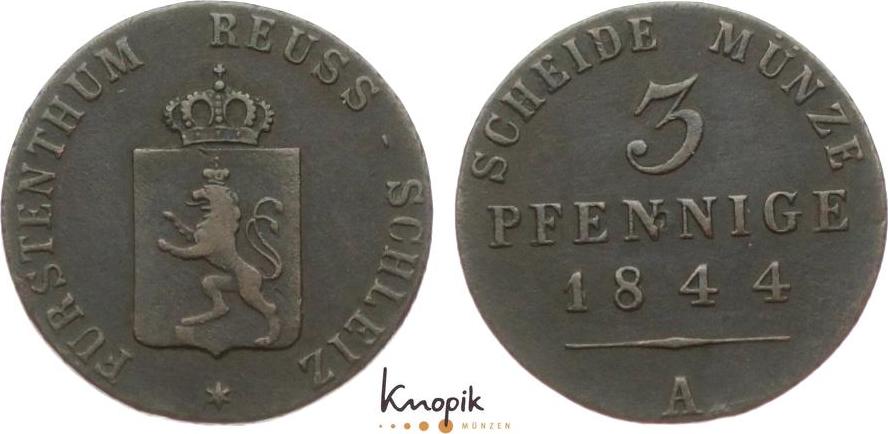 FÜRSTENTHUM REUSS - SCHLEIZ
SCHEIDE MÜNZE
3
PFENNIGE
1844
A
Knopik
MÜNZEN